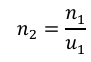 n₂ = n₁/u₁